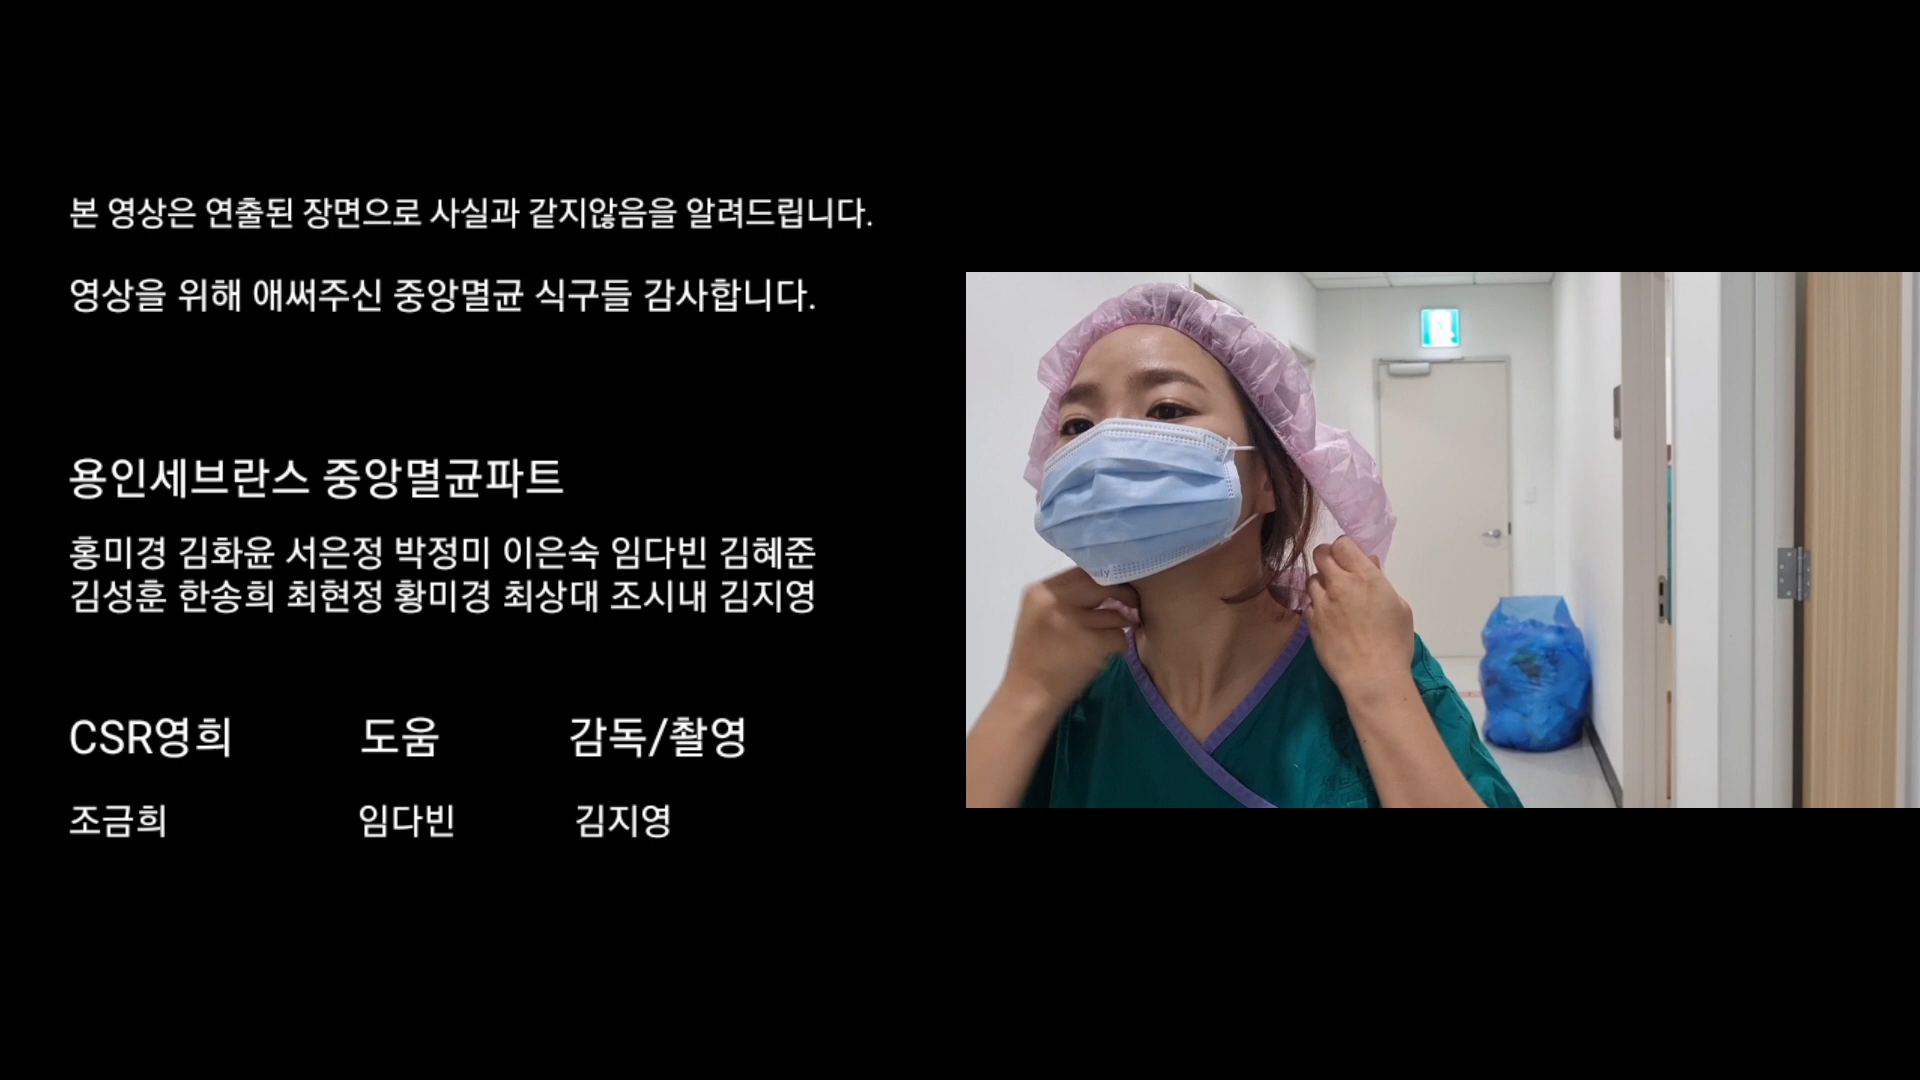 본 영상은 연출된 장면으로 사실과 같지않음을 알려드립니다.
영상을 위해 애써주신 중앙멸균 식구들 감사합니다.
용인세브란스 중앙멸균파트
홍미경 김화윤 서은정 박정미 이은숙 임다빈 김혜준
김성훈 한송희 최현정 황미경 최상대 조시내 김지영
CSR영희 도움 감독/촬영
조금희 임다빈 김지영